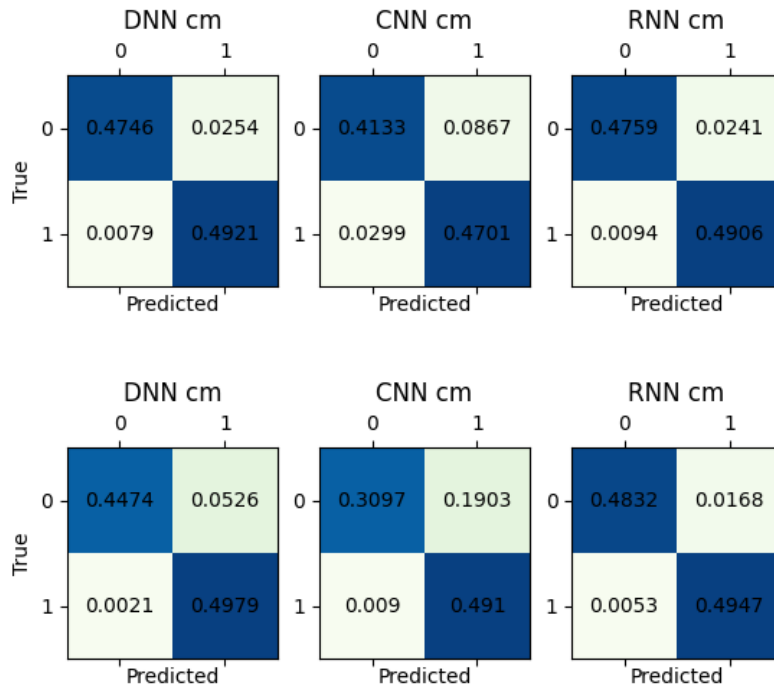 DNN cm CNN cm RNN cm
0 1 0 1 0 1
0 0.4746 0.0254 0 0.4133 0.0867 0 0.4759 0.0241
True
1 0.0079 0.4921 1 0.0299 0.4701 1 0.0094 0.4906
Predicted Predicted Predicted
DNN cm CNN cm RNN cm
0 1 0 1 0 1
0 0.4474 0.0526 0 0.3097 0.1903 0 0.4832 0.0168
True
1 0.0021 0.4979 1 0.009 0.491 1 0.0053 0.4947
Predicted Predicted Predicted